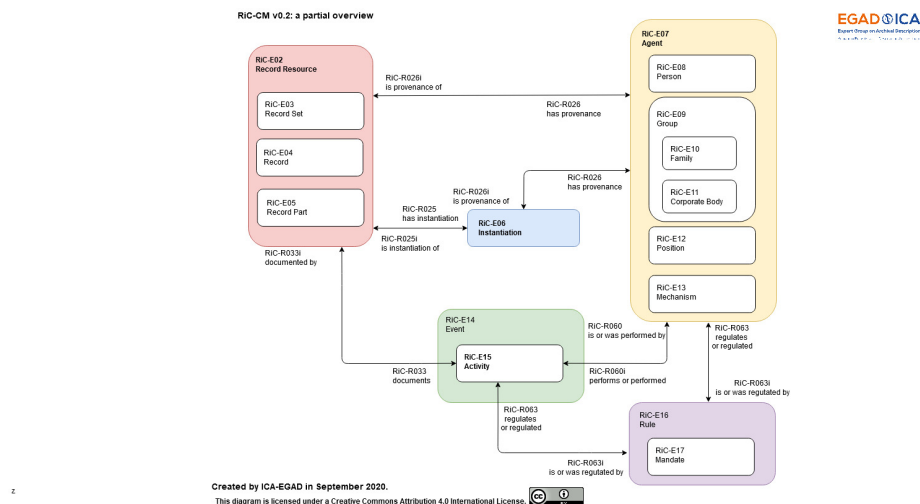 RiC-CM v0.2: a partial overview
EGAD ICA
Expert Group on Archival Description
RiC-E02
Record Resource
RiC-E03
Record Set
RiC-E04
Record
RiC-E05
Record Part
RiC-R026i
is provenance of
RiC-R026
has provenance
RiC-E07
Agent
RiC-E08
Person
RiC-E09
Group
RiC-E10
Family
RiC-E11
Corporate Body
RiC-E12
Position
RiC-E13
Mechanism
RiC-R026
has provenance
RiC-R026i
is provenance of
RiC-R025
has instantiation
RiC-R025i
is instantiation of
RiC-E06
Instantiation
RiC-R033i
documented by
RiC-R033
documents
RiC-E14
Event
RiC-E15
Activity
RiC-R060
is or was performed by
RiC-R060i
performs or performed
RiC-R063
regulates
or regulated
RiC-R063i
is or was regutated by
RiC-R063
regulates
or regulated
RiC-R063i
is or was regutated by
RiC-E16
Rule
RiC-E17
Mandate
z
Created by ICA-EGAD in September 2020.
This diagram is licensed under a Creative Commons Attribution 4.0 International License.
cc